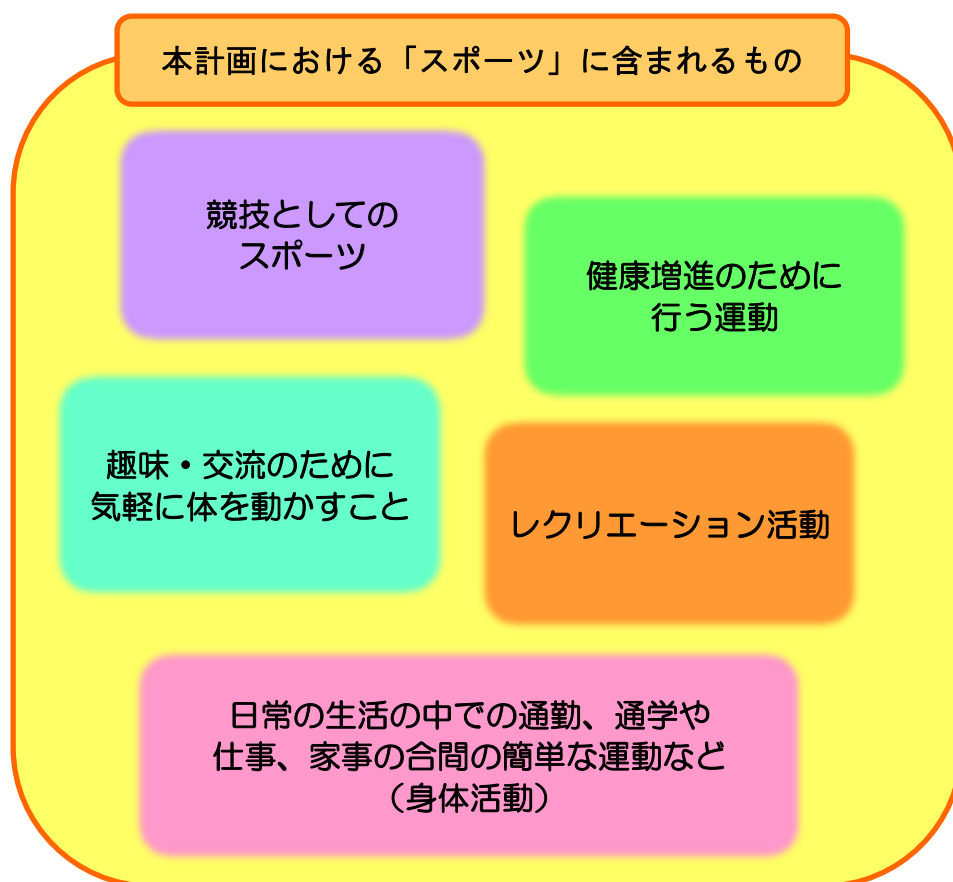 本計画における「スポーツ」に含まれるもの
競技としての
スポーツ
健康増進のために
行う運動
趣味・交流のために
気軽に体を動かすこと
レクリエーション活動
日常の生活の中での通勤、通学や
仕事、家事の合間の簡単な運動など
（身体活動）